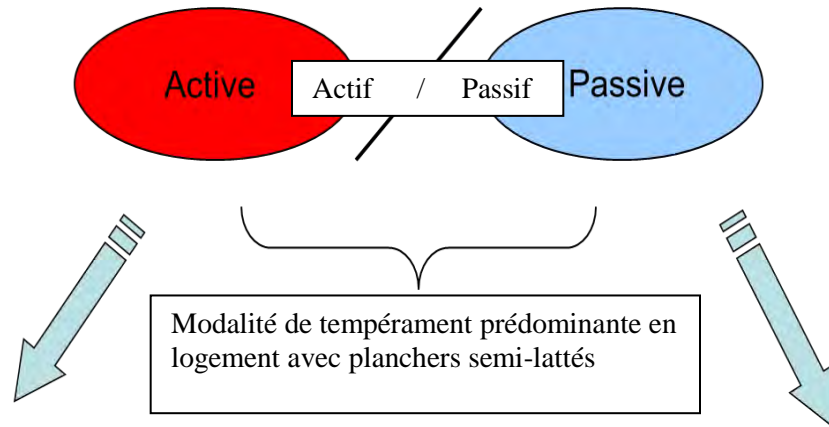 Active Actif / Passif Passive
Modalité de tempérament prédominante en
logement avec planchers semi-lattés